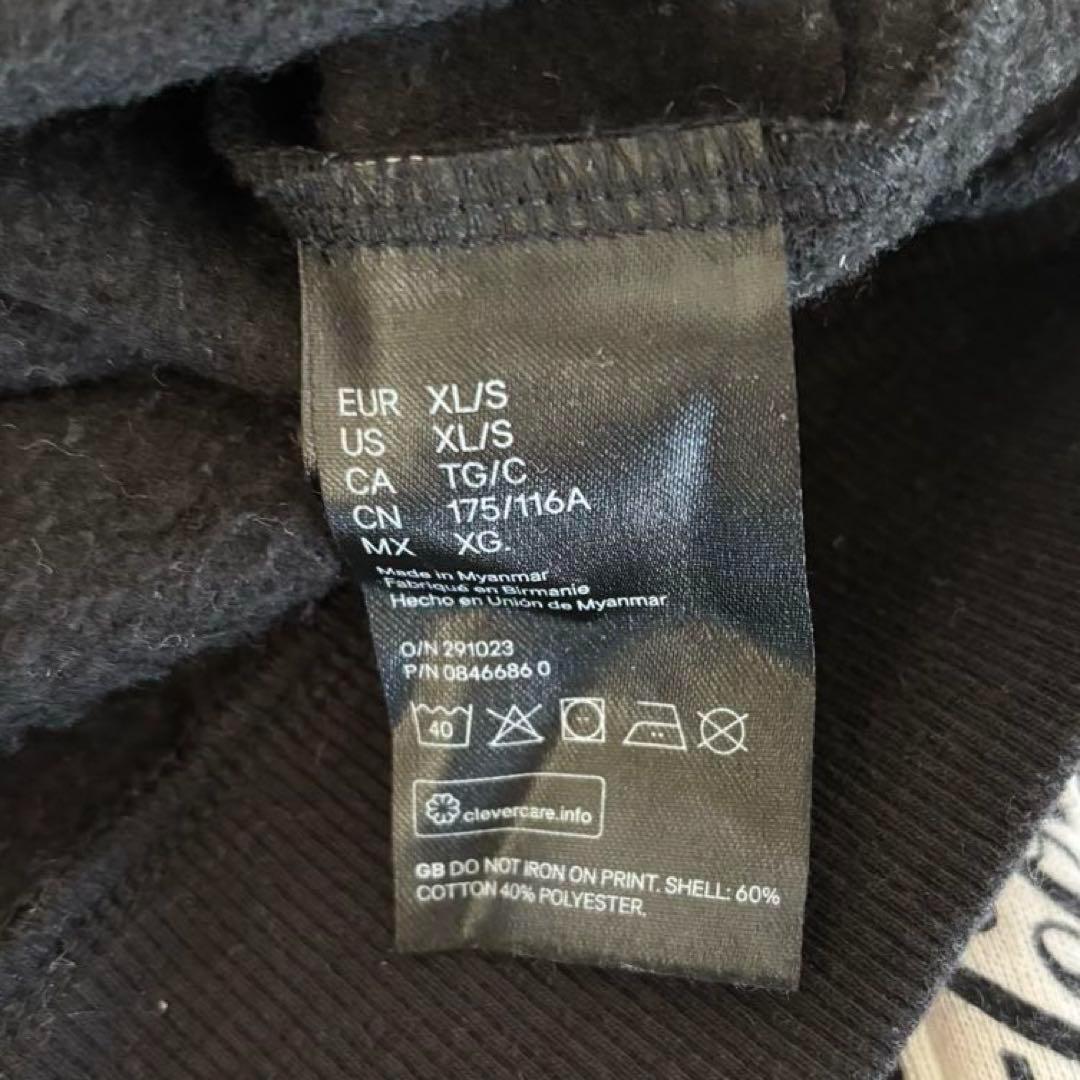 EUR XL/S
US XL/S
CA TG/C
CN 175/116A
MX XG.
Made in Myanmar
Fabriqué en Birmanie
Hecho en Unión de Myanmar
O/N 291023
P/N 0846686 0
40
clevercare.info
GB DO NOT IRON ON PRINT. SHELL: 60%
COTTON 40% POLYESTER.